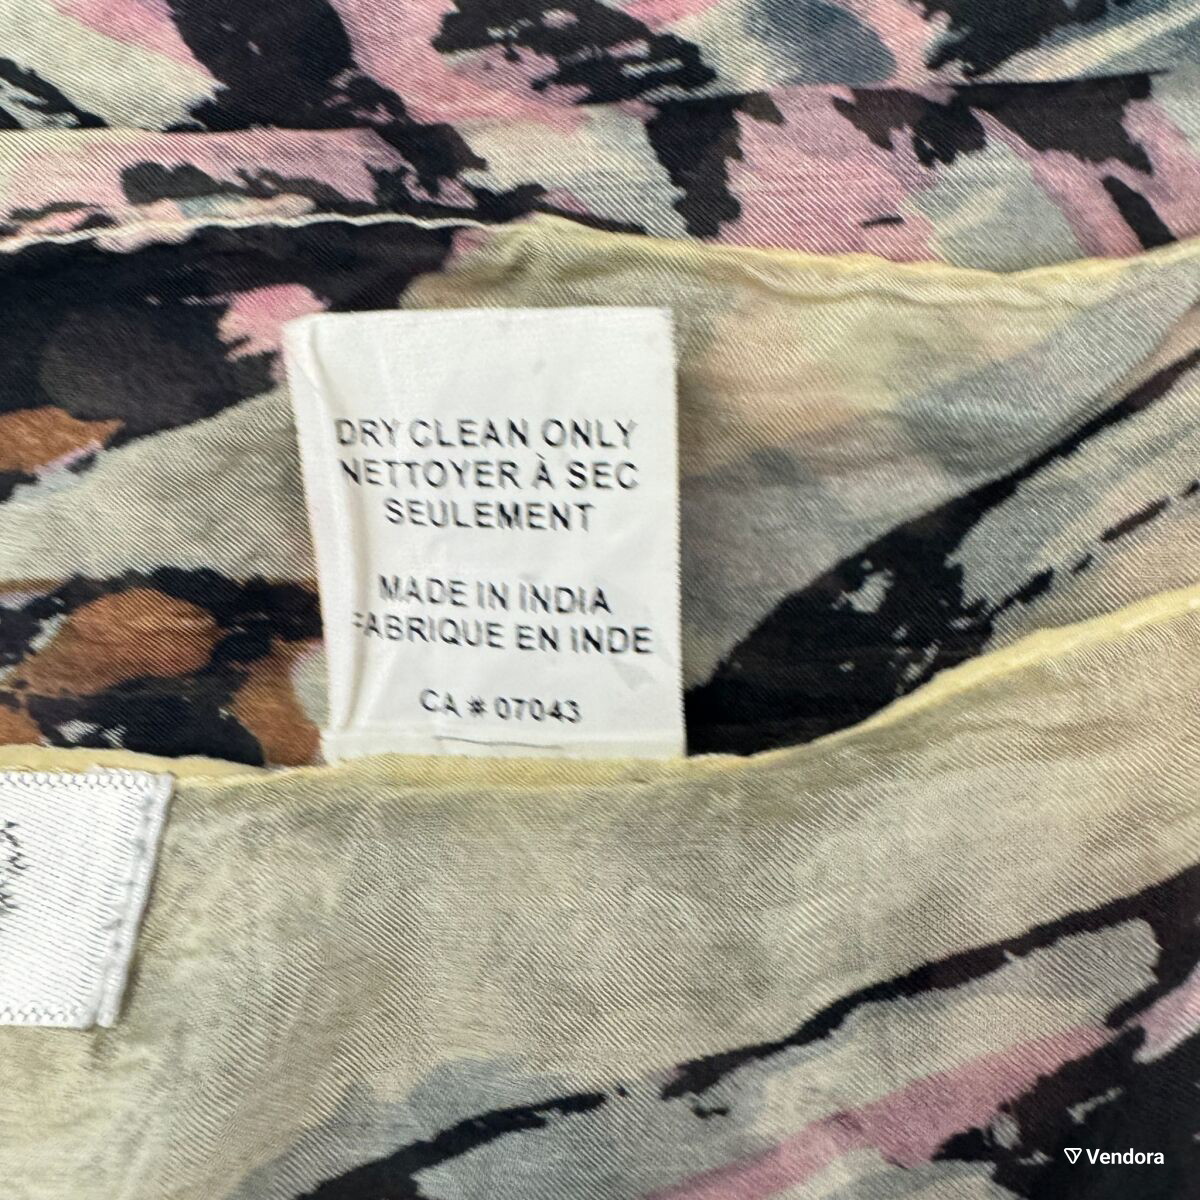 DRY CLEAN ONLY
NETTOYER À SEC
SEULEMENT
MADE IN INDIA
FABRIQUE EN INDE
CA # 07043
Vendora